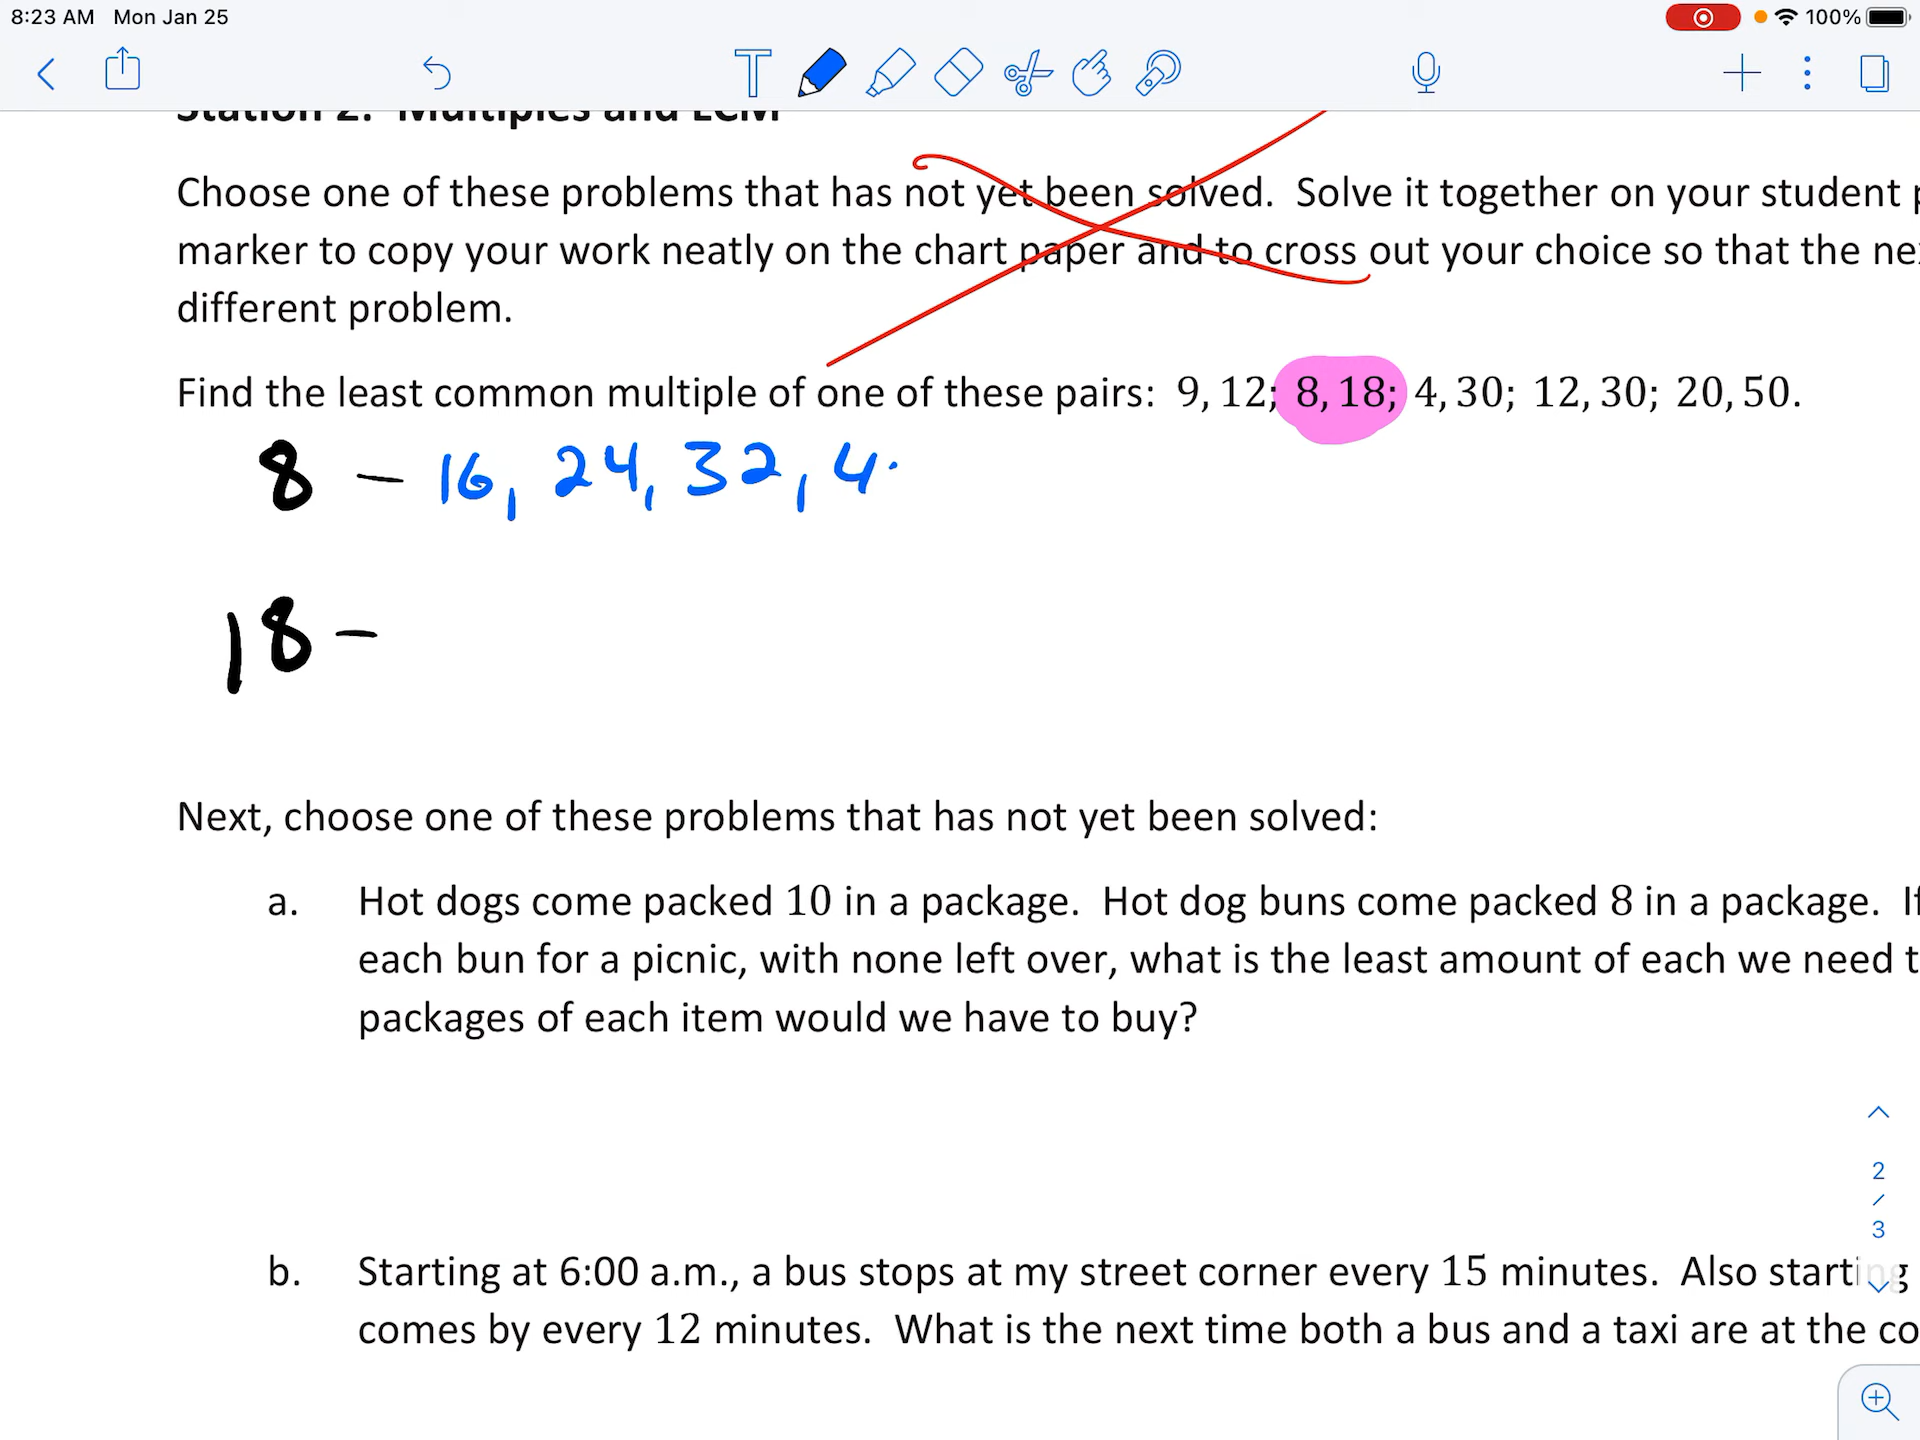 8:23 AM Mon Jan 25
100%
Station 2: Multiples and LCM
Choose one of these problems that has not yet been solved. Solve it together on your student
marker to copy your work neatly on the chart paper and to cross out your choice so that the
different problem.
Find the least common multiple of one of these pairs: 9, 12; 8, 18; 4, 30; 12, 30; 20, 50.
8 - 16, 24, 32, 4
18 -
Next, choose one of these problems that has not yet been solved:
a. Hot dogs come packed 10 in a package. Hot dog buns come packed 8 in a package. If
each bun for a picnic, with none left over, what is the least amount of each we need
packages of each item would we have to buy?
2
/
3
b. Starting at 6:00 a.m., a bus stops at my street corner every 15 minutes. Also starting
comes by every 12 minutes. What is the next time both a bus and a taxi are at the